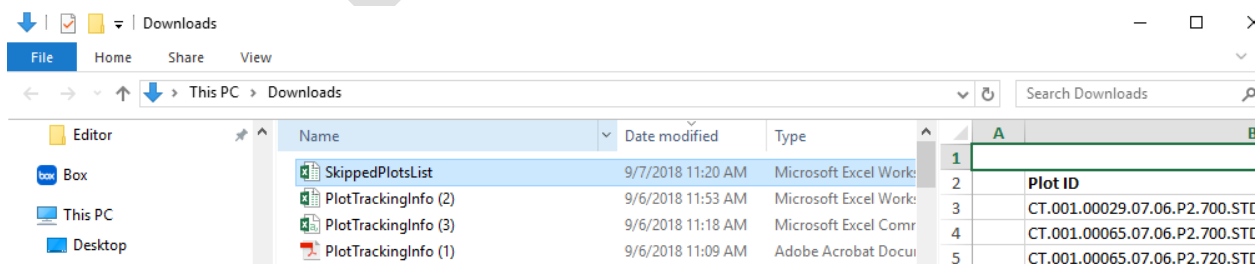 Downloads
File Home Share View
This PC > Downloads
Search Downloads
Editor
box Box
This PC
Desktop
Name Date modified Type
SkippedPlotsList 9/7/2018 11:20 AM Microsoft Excel Works
PlotTrackingInfo (2) 9/6/2018 11:53 AM Microsoft Excel Works
PlotTrackingInfo (3) 9/6/2018 11:18 AM Microsoft Excel Comr
PlotTrackingInfo (1) 9/6/2018 11:09 AM Adobe Acrobat Docu
A B
1
2 Plot ID
3 CT.001.00029.07.06.P2.700.STD
4 CT.001.00065.07.06.P2.700.STD
5 CT.001.00065.07.06.P2.720.STD